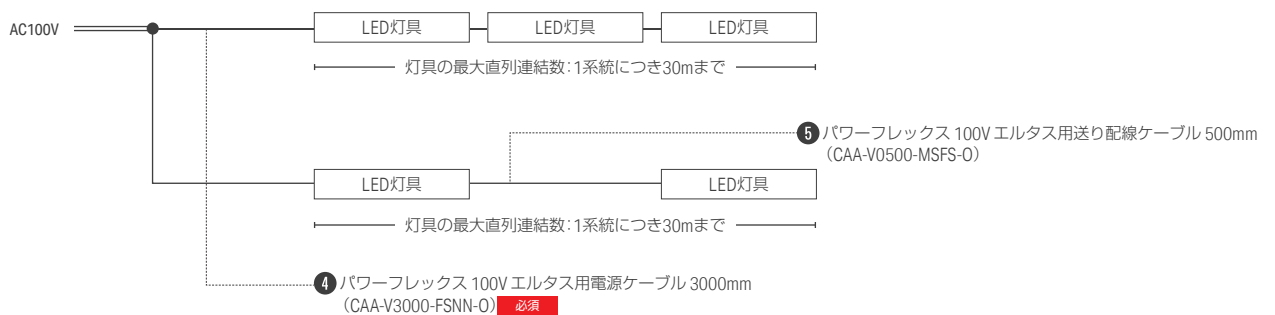 AC100V
LED灯具
LED灯具
LED灯具
灯具の最大直列連結数:1系統につき30mまで
❺ パワーフレックス 100V エルタス用送り配線ケーブル 500mm
（CAA-V0500-MSFS-O）
LED灯具
LED灯具
灯具の最大直列連結数:1系統につき30mまで
❹ パワーフレックス 100V エルタス用電源ケーブル 3000mm
（CAA-V3000-FSNN-O） 必須